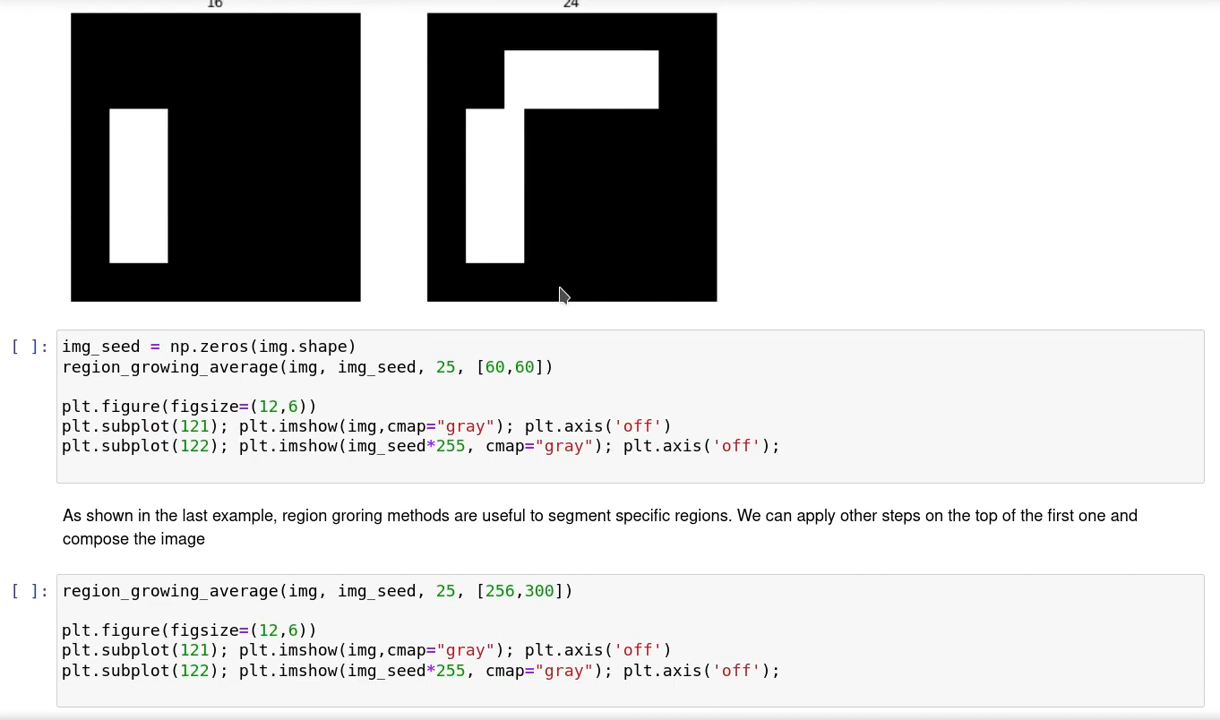 16 24
[ ]: img_seed = np.zeros(img.shape)
region_growing_average(img, img_seed, 25, [60,60])
plt.figure(figsize=(12,6))
plt.subplot(121); plt.imshow(img,cmap="gray"); plt.axis('off')
plt.subplot(122); plt.imshow(img_seed*255, cmap="gray"); plt.axis('off');
As shown in the last example, region groring methods are useful to segment specific regions. We can apply other steps on the top of the first one and
compose the image
[ ]: region_growing_average(img, img_seed, 25, [256,300])
plt.figure(figsize=(12,6))
plt.subplot(121); plt.imshow(img,cmap="gray"); plt.axis('off')
plt.subplot(122); plt.imshow(img_seed*255, cmap="gray"); plt.axis('off');